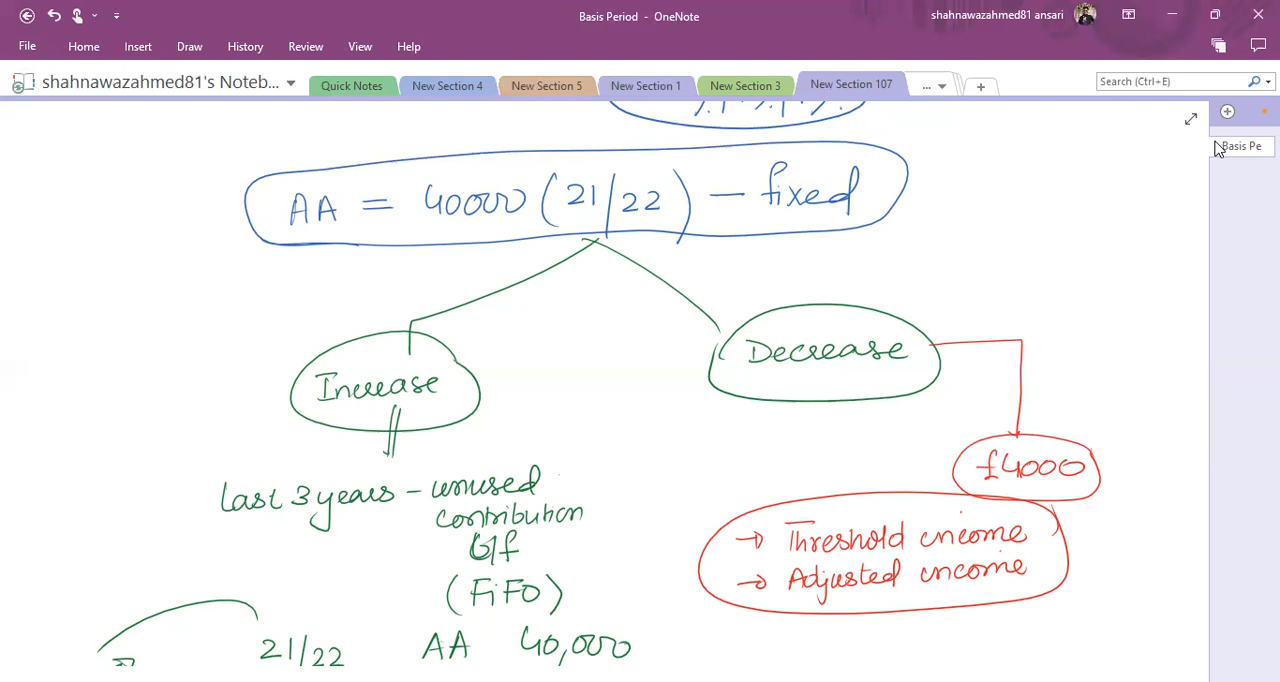 Basis Period - OneNote
shahnawazahmed81 ansari
File Home Insert Draw History Review View Help
shahnawazahmed81's Noteb...
Quick Notes
New Section 4
New Section 5
New Section 1
New Section 3
New Section 107
...
Search (Ctrl+E)
Basis Pe
AA = 40000 (21/22) - fixed
Increase
Decrease
£4000
last 3 years - unused
contribution
B/f
(FiFo)
→ Threshold income
→ Adjusted income
21/22 AA 40,000